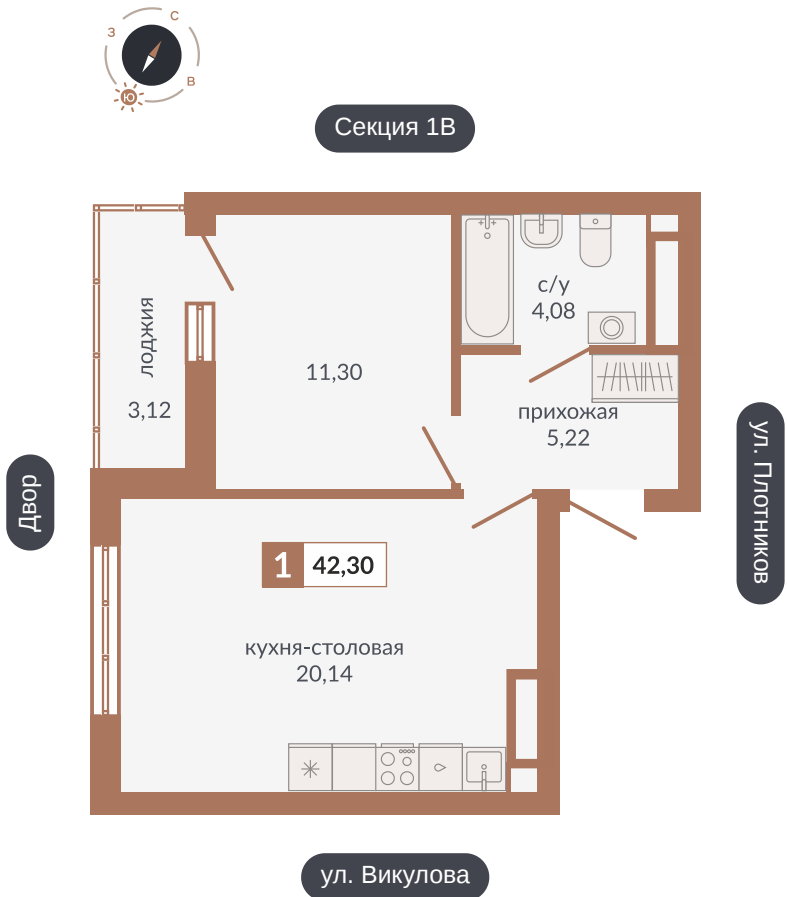 С
З
В
Ю
Секция 1В
с/у
4,08
лоджия
3,12
11,30
прихожая
5,22
Двор
ул. Плотников
1 42,30
кухня-столовая
20,14
ул. Викулова